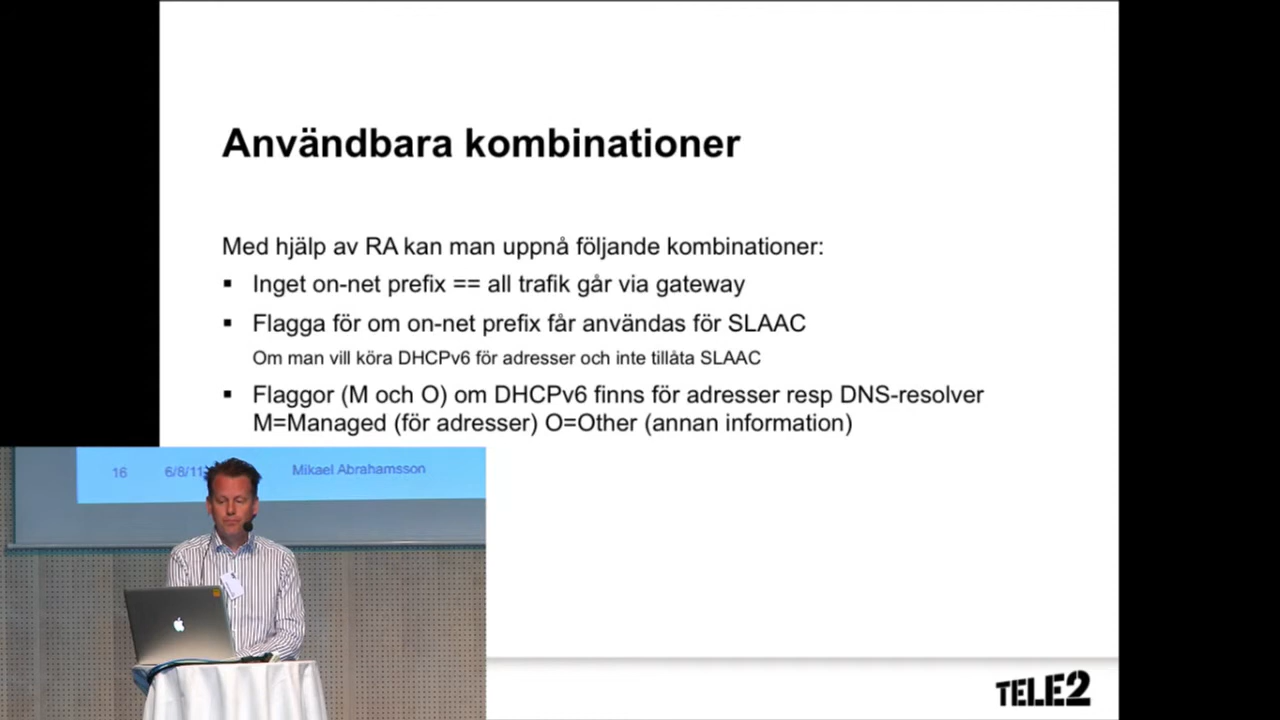 Användbara kombinationer
Med hjälp av RA kan man uppnå följande kombinationer:
▪ Inget on-net prefix == all trafik går via gateway
▪ Flagga för om on-net prefix får användas för SLAAC
Om man vill köra DHCPv6 för adresser och inte tillåta SLAAC
▪ Flaggor (M och O) om DHCPv6 finns för adresser resp DNS-resolver
M=Managed (för adresser) O=Other (annan information)
16 6/8/11 Mikael Abrahamsson
TELE2